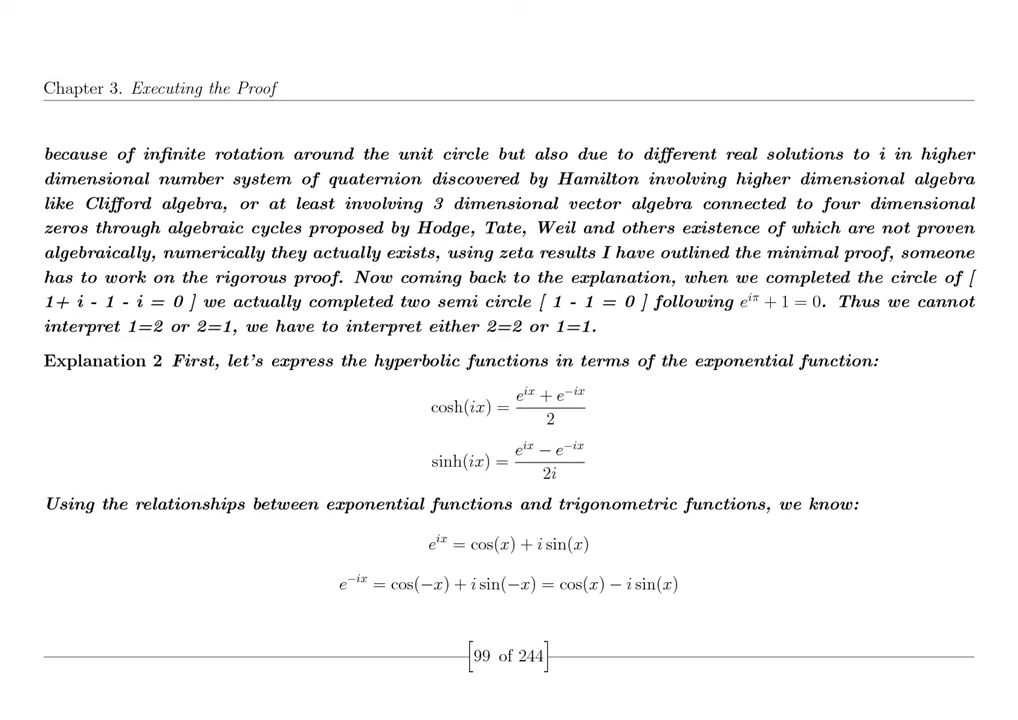 Chapter 3. Executing the Proof
because of infinite rotation around the unit circle but also due to different real solutions to i in higher
dimensional number system of quaternion discovered by Hamilton involving higher dimensional algebra
like Clifford algebra, or at least involving 3 dimensional vector algebra connected to four dimensional
zeros through algebraic cycles proposed by Hodge, Tate, Weil and others existence of which are not proven
algebraically, numerically they actually exists, using zeta results I have outlined the minimal proof, someone
has to work on the rigorous proof. Now coming back to the explanation, when we completed the circle of [
1+ i - 1 - i = 0 ] we actually completed two semi circle [ 1 - 1 = 0 ] following e^{iπ} + 1 = 0. Thus we cannot
interpret 1=2 or 2=1, we have to interpret either 2=2 or 1=1.
Explanation 2 First, let's express the hyperbolic functions in terms of the exponential function:
cosh(ix) = \frac{e^{ix} + e^{-ix}}{2}
sinh(ix) = \frac{e^{ix} - e^{-ix}}{2i}
Using the relationships between exponential functions and trigonometric functions, we know:
e^{ix} = cos(x) + i sin(x)
e^{-ix} = cos(−x) + i sin(−x) = cos(x) − i sin(x)
[99 of 244]